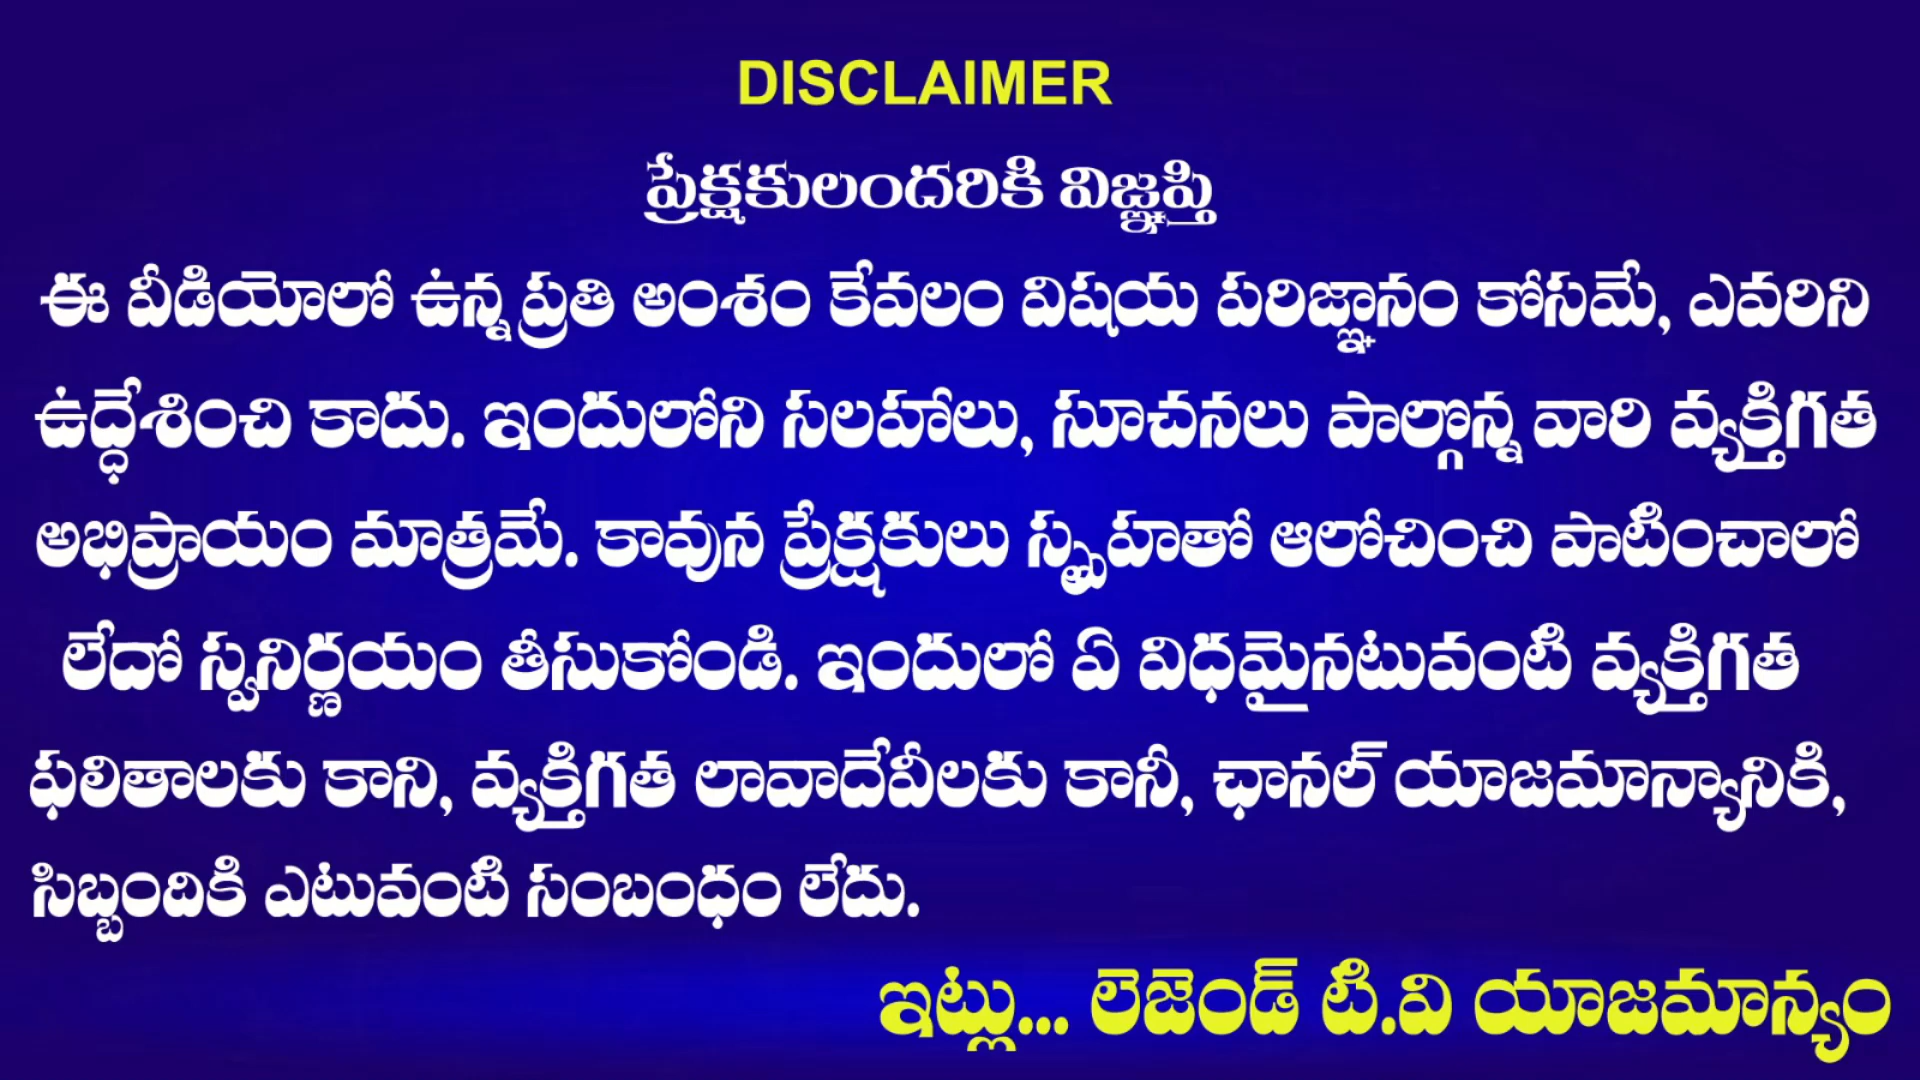 DISCLAIMER
ప్రేక్షకులందరికి విజ్ఞప్తి
ఈ వీడియోలో ఉన్న ప్రతి అంశం కేవలం విషయ పరిజ్ఞానం కోసమే, ఎవరిని
ఉద్ధేశించి కాదు. ఇందులోని సలహాలు, సూచనలు పాల్గొన్న వారి వ్యక్తిగత
అభిప్రాయం మాత్రమే. కావున ప్రేక్షకులు స్పృహతో ఆలోచించి పాటించాలో
లేదో స్వనిర్ణయం తీసుకోండి. ఇందులో ఏ విధమైనటువంటి వ్యక్తిగత
ఫలితాలకు కాని, వ్యక్తిగత లావాదేవీలకు కానీ, ఛానల్ యాజమాన్యానికి,
సిబ్బందికి ఎటువంటి సంబంధం లేదు.
ఇట్లు... లెజెండ్ టి.వి యాజమాన్యం